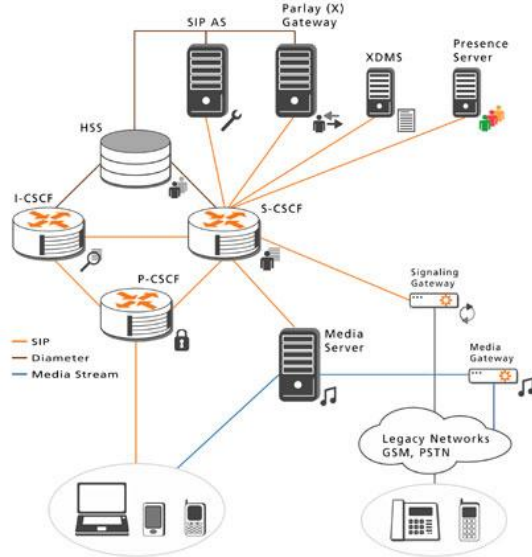 SIP AS
Parlay (X)
Gateway
XDMS
Presence
Server
HSS
I-CSCF
S-CSCF
P-CSCF
Signaling
Gateway
SIP
Diameter
Media Stream
Media
Server
Media
Gateway
Legacy Networks
GSM, PSTN